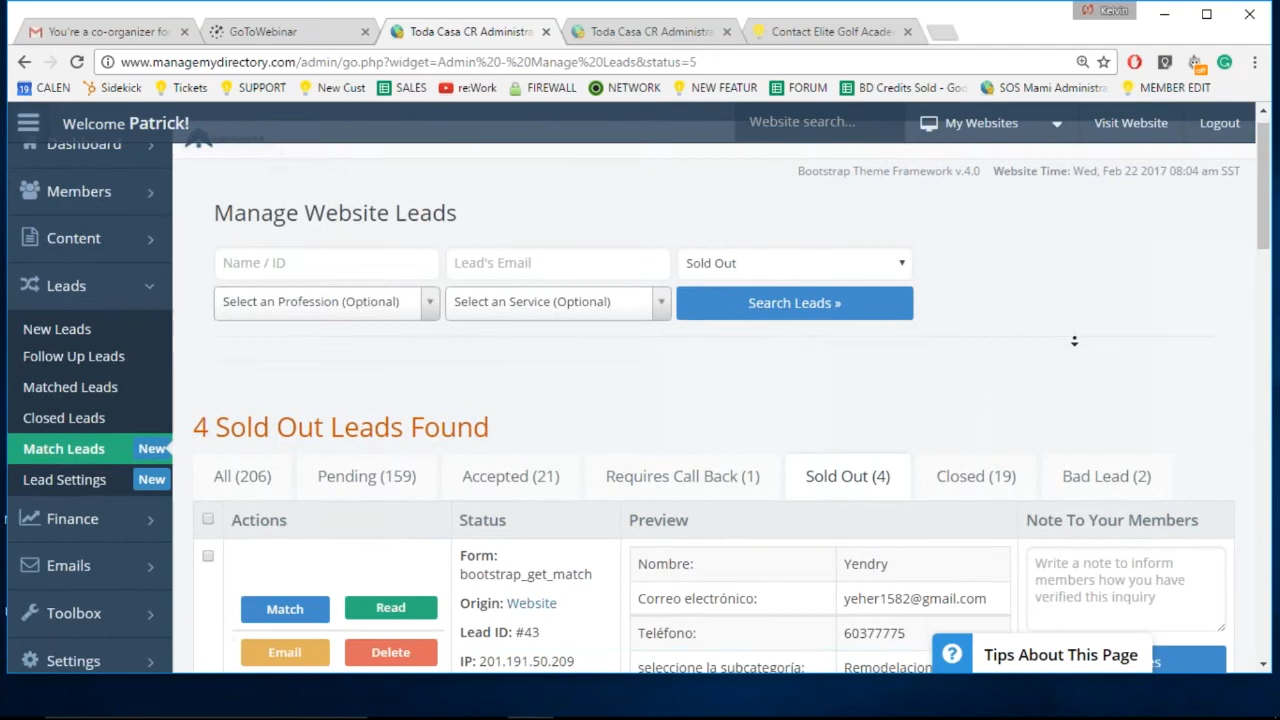 Kelvin
You're a co-organizer for
GoToWebinar
Toda Casa CR Administra
Toda Casa CR Administra
Contact Elite Golf Acade
www.managemydirectory.com/admin/go.php?widget=Admin%20-%20Manage%20Leads&status=5
19 CALEN
Sidekick
Tickets
SUPPORT
New Cust
SALES
re:Work
FIREWALL
NETWORK
NEW FEATUR
FORUM
BD Credits Sold - Goo
SOS Mami Administra
MEMBER EDIT
Welcome Patrick!
Website search...
My Websites
Visit Website
Logout
Dashboard
Members
Content
Leads
New Leads
Follow Up Leads
Matched Leads
Closed Leads
Match Leads New
Lead Settings New
Finance
Emails
Toolbox
Settings
Bootstrap Theme Framework v.4.0 Website Time: Wed, Feb 22 2017 08:04 am SST
Manage Website Leads
Name / ID
Lead's Email
Sold Out
Select an Profession (Optional)
Select an Service (Optional)
Search Leads »
4 Sold Out Leads Found
All (206)
Pending (159)
Accepted (21)
Requires Call Back (1)
Sold Out (4)
Closed (19)
Bad Lead (2)
Actions
Status
Preview
Note To Your Members
Match
Read
Email
Delete
Form:
bootstrap_get_match
Origin: Website
Lead ID: #43
IP: 201.191.50.209
Nombre: Yendry
Correo electrónico: yeher1582@gmail.com
Teléfono: 60377775
seleccione la subcategoría: Remodelacion
Write a note to inform
members how you have
verified this inquiry
Tips About This Page